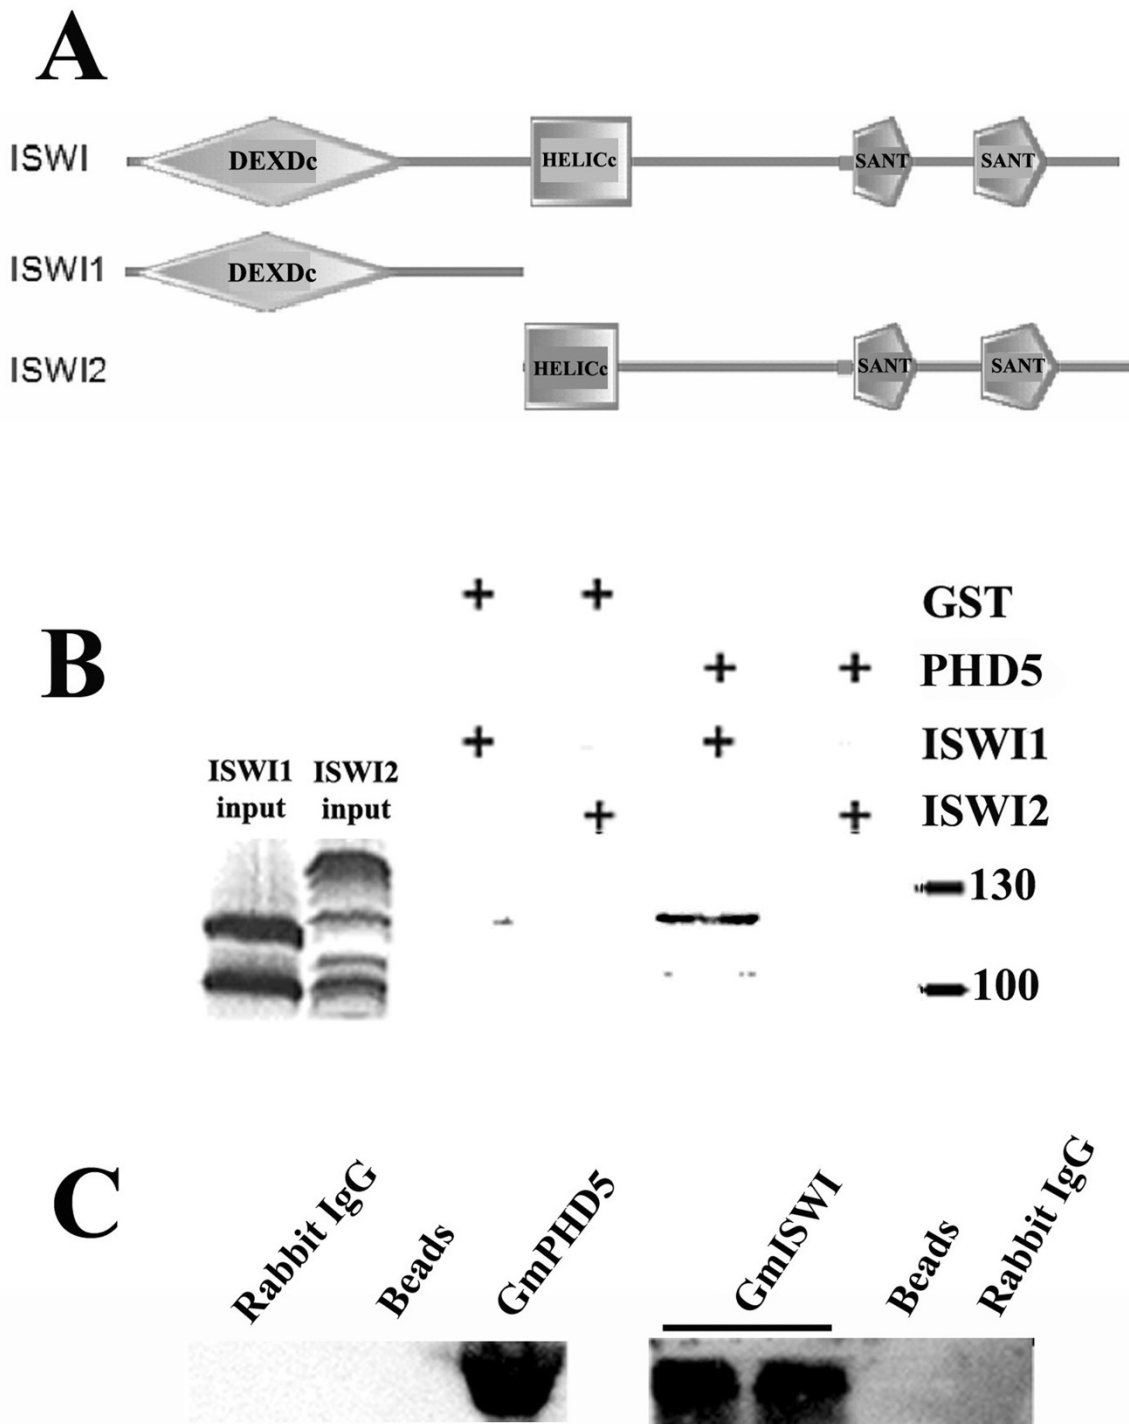 A
ISWI DEXDc HELICc SANT SANT
ISWI1 DEXDc
ISWI2 HELICc SANT SANT
B
+ + GST
+ + PHD5
+ + ISWI1
+ + ISWI2
ISWI1 input
ISWI2 input
130
100
C
Rabbit IgG
Beads
GmPHD5
GmISWI
Beads
Rabbit IgG